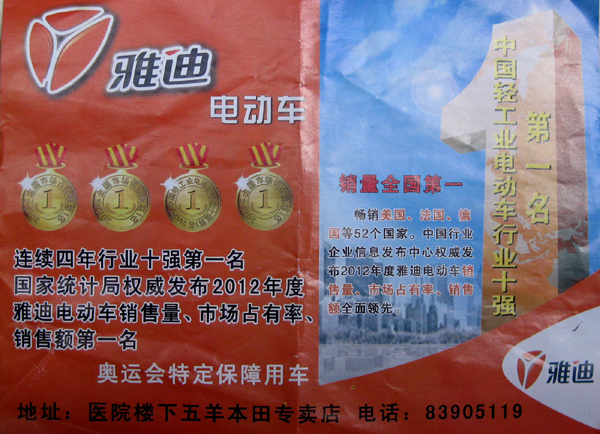 雅迪
电动车
1
1
1
1
连续四年行业十强第一名
国家统计局权威发布2012年度
雅迪电动车销售量、市场占有率、
销售额第一名
奥运会特定保障用车
中国轻工业电动车行业十强
第一名
销量全国第一
畅销美国、法国、德
国等52个国家。中国行业
企业信息发布中心权威发
布2012年度雅迪电动车销
售量、市场占有率、销售
额全面领先。
雅迪
地址：医院楼下五羊本田专卖店 电话：83905119